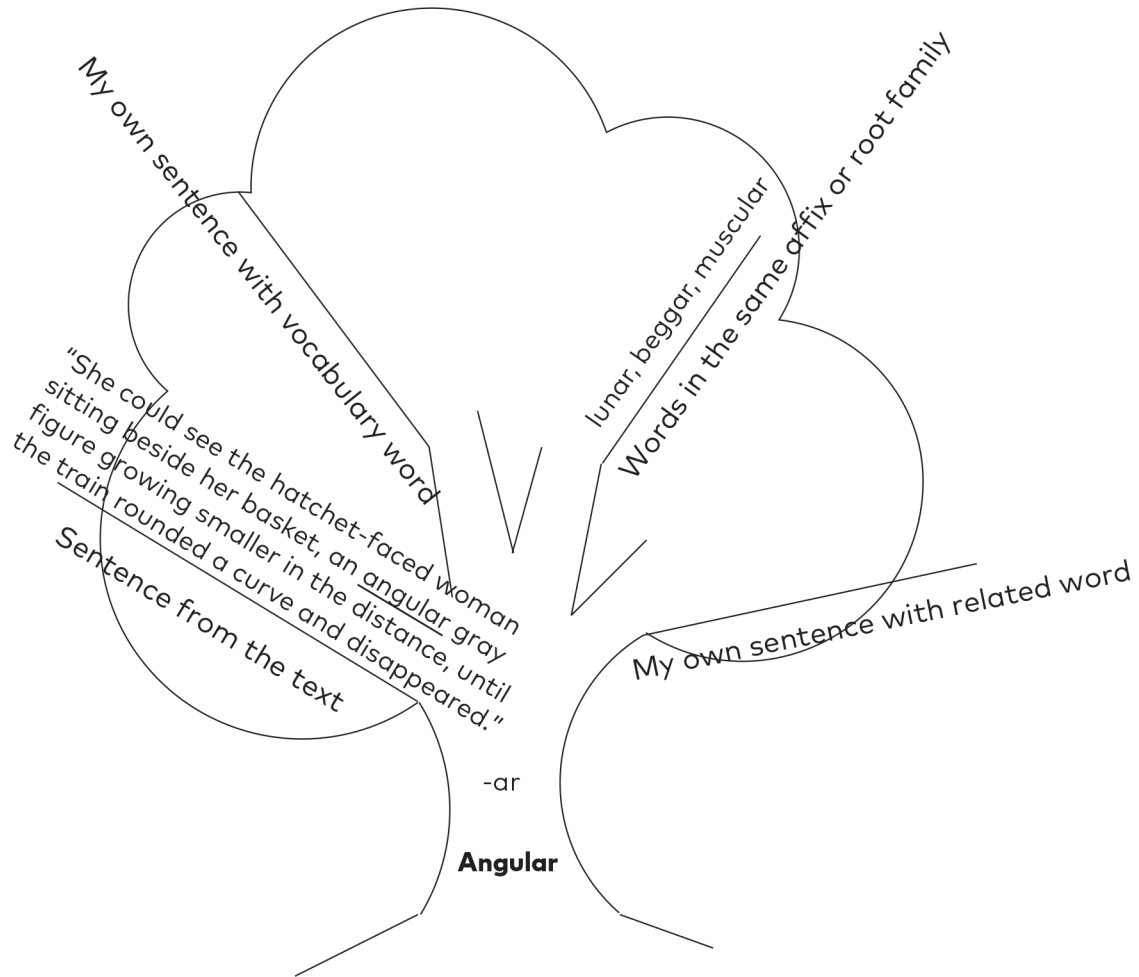 My own sentence with vocabulary word
lunar, beggar, muscular
Words in the same affix or root family
"She could see the hatchet-faced woman
sitting beside her basket, an angular gray
figure growing smaller in the distance, until
the train rounded a curve and disappeared."
Sentence from the text
My own sentence with related word
-ar
Angular